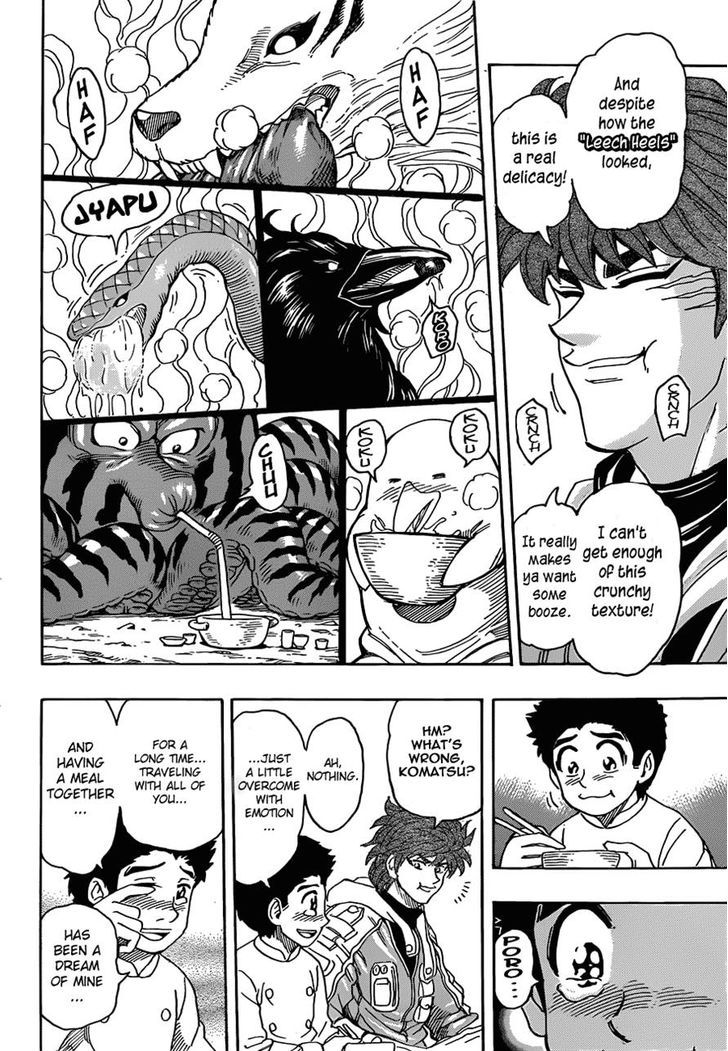 And
despite
how the
"Leech Heels"
looked,
this is
a real
delicacy!
CRNCH
CRNCH
I can't
get enough
of this
crunchy
texture!
It really
makes
ya want
some
booze.
HAF
HAF
KORO
JYAPU
KOKU
KOKU
CHUU
PORO...
HM?
WHAT'S
WRONG,
KOMATSU?
AH,
NOTHING.
...JUST
A LITTLE
OVERCOME
WITH
EMOTION
...
FOR A
LONG TIME...
TRAVELING
WITH ALL OF
YOU...
AND
HAVING
A MEAL
TOGETHER
...
HAS
BEEN A
DREAM
OF MINE
...